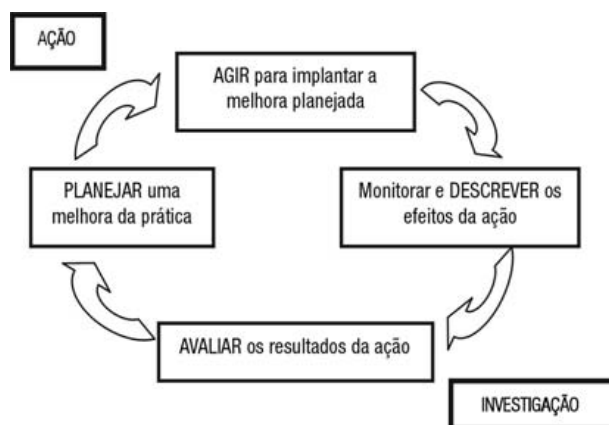 AÇÃO
AGIR para implantar a
melhora planejada
PLANEJAR uma
melhora da prática
Monitorar e DESCREVER os
efeitos da ação
AVALIAR os resultados da ação
INVESTIGAÇÃO